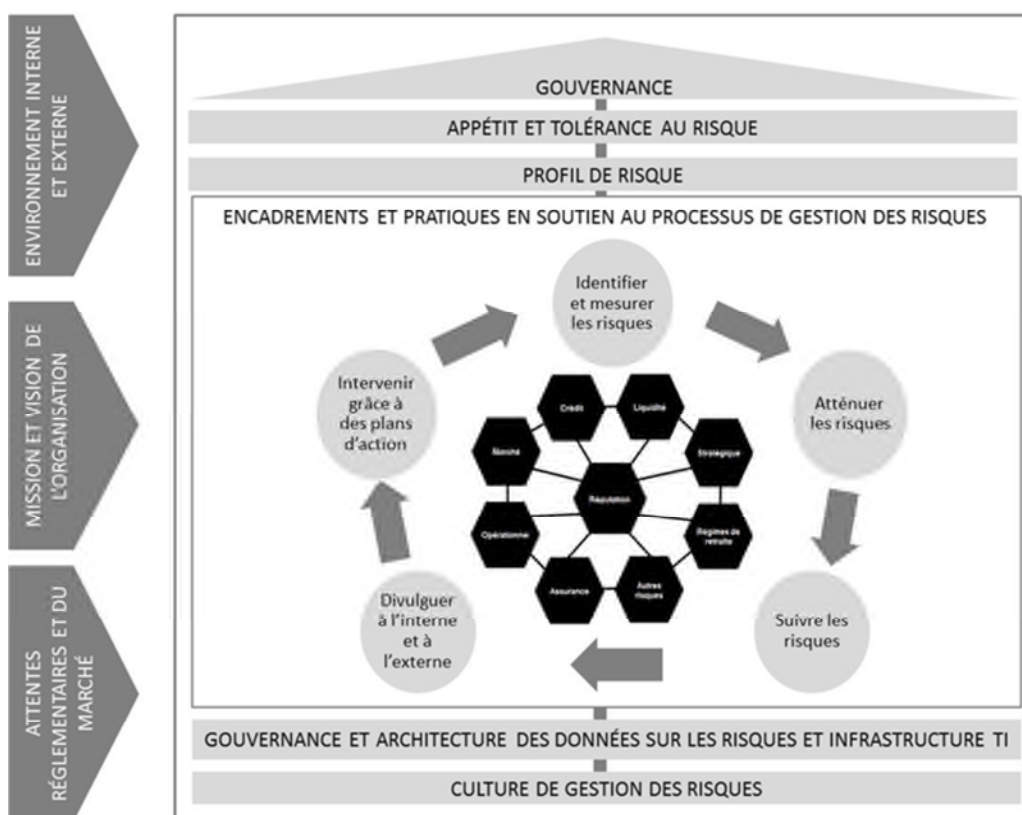 ENVIRONNEMENT INTERNE
ET EXTERNE
MISSION ET VISION DE
L'ORGANISATION
ATTENTES
RÉGLEMENTAIRES ET DU
MARCHÉ
GOUVERNANCE
APPÉTIT ET TOLÉRANCE AU RISQUE
PROFIL DE RISQUE
ENCADREMENTS ET PRATIQUES EN SOUTIEN AU PROCESSUS DE GESTION DES RISQUES
Identifier
et mesurer
les risques
Atténuer
les risques
Suivre les
risques
Divulguer
à l'interne
et à
l'externe
Intervenir
grâce à
des plans
d'action
Crédit
Liquidité
Marché
Stratégique
Réputation
Opérationnel
Régimes de
retraite
Assurance
Autres
risques
GOUVERNANCE ET ARCHITECTURE DES DONNÉES SUR LES RISQUES ET INFRASTRUCTURE TI
CULTURE DE GESTION DES RISQUES